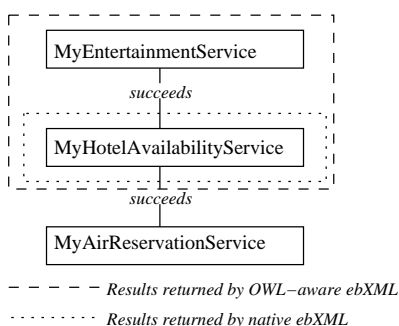 MyEntertainmentService
succeeds
MyHotelAvailabilityService
succeeds
MyAirReservationService
Results returned by OWL−aware ebXML
Results returned by native ebXML